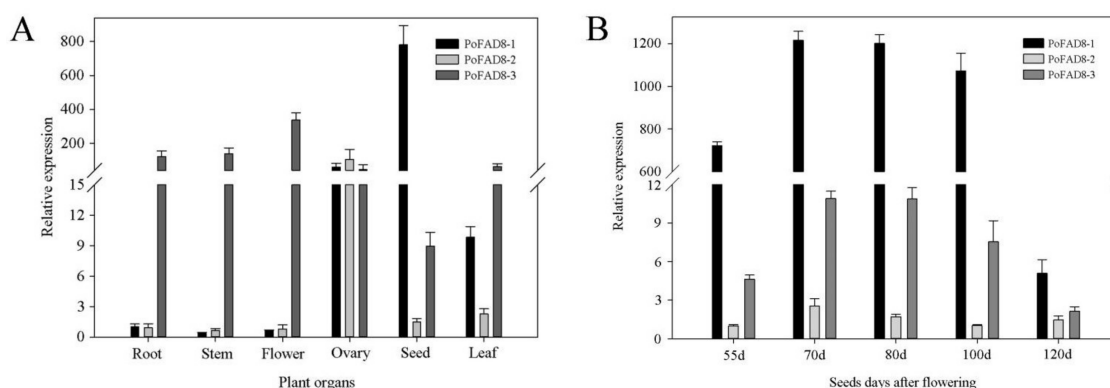 A
Relative expression
800
600
400
200
15
12
9
6
3
0
PoFAD8-1
PoFAD8-2
PoFAD8-3
Root Stem Flower Ovary Seed Leaf
Plant organs
B
Relative expression
1200
1000
800
600
12
9
6
3
0
PoFAD8-1
PoFAD8-2
PoFAD8-3
55d 70d 80d 100d 120d
Seeds days after flowering